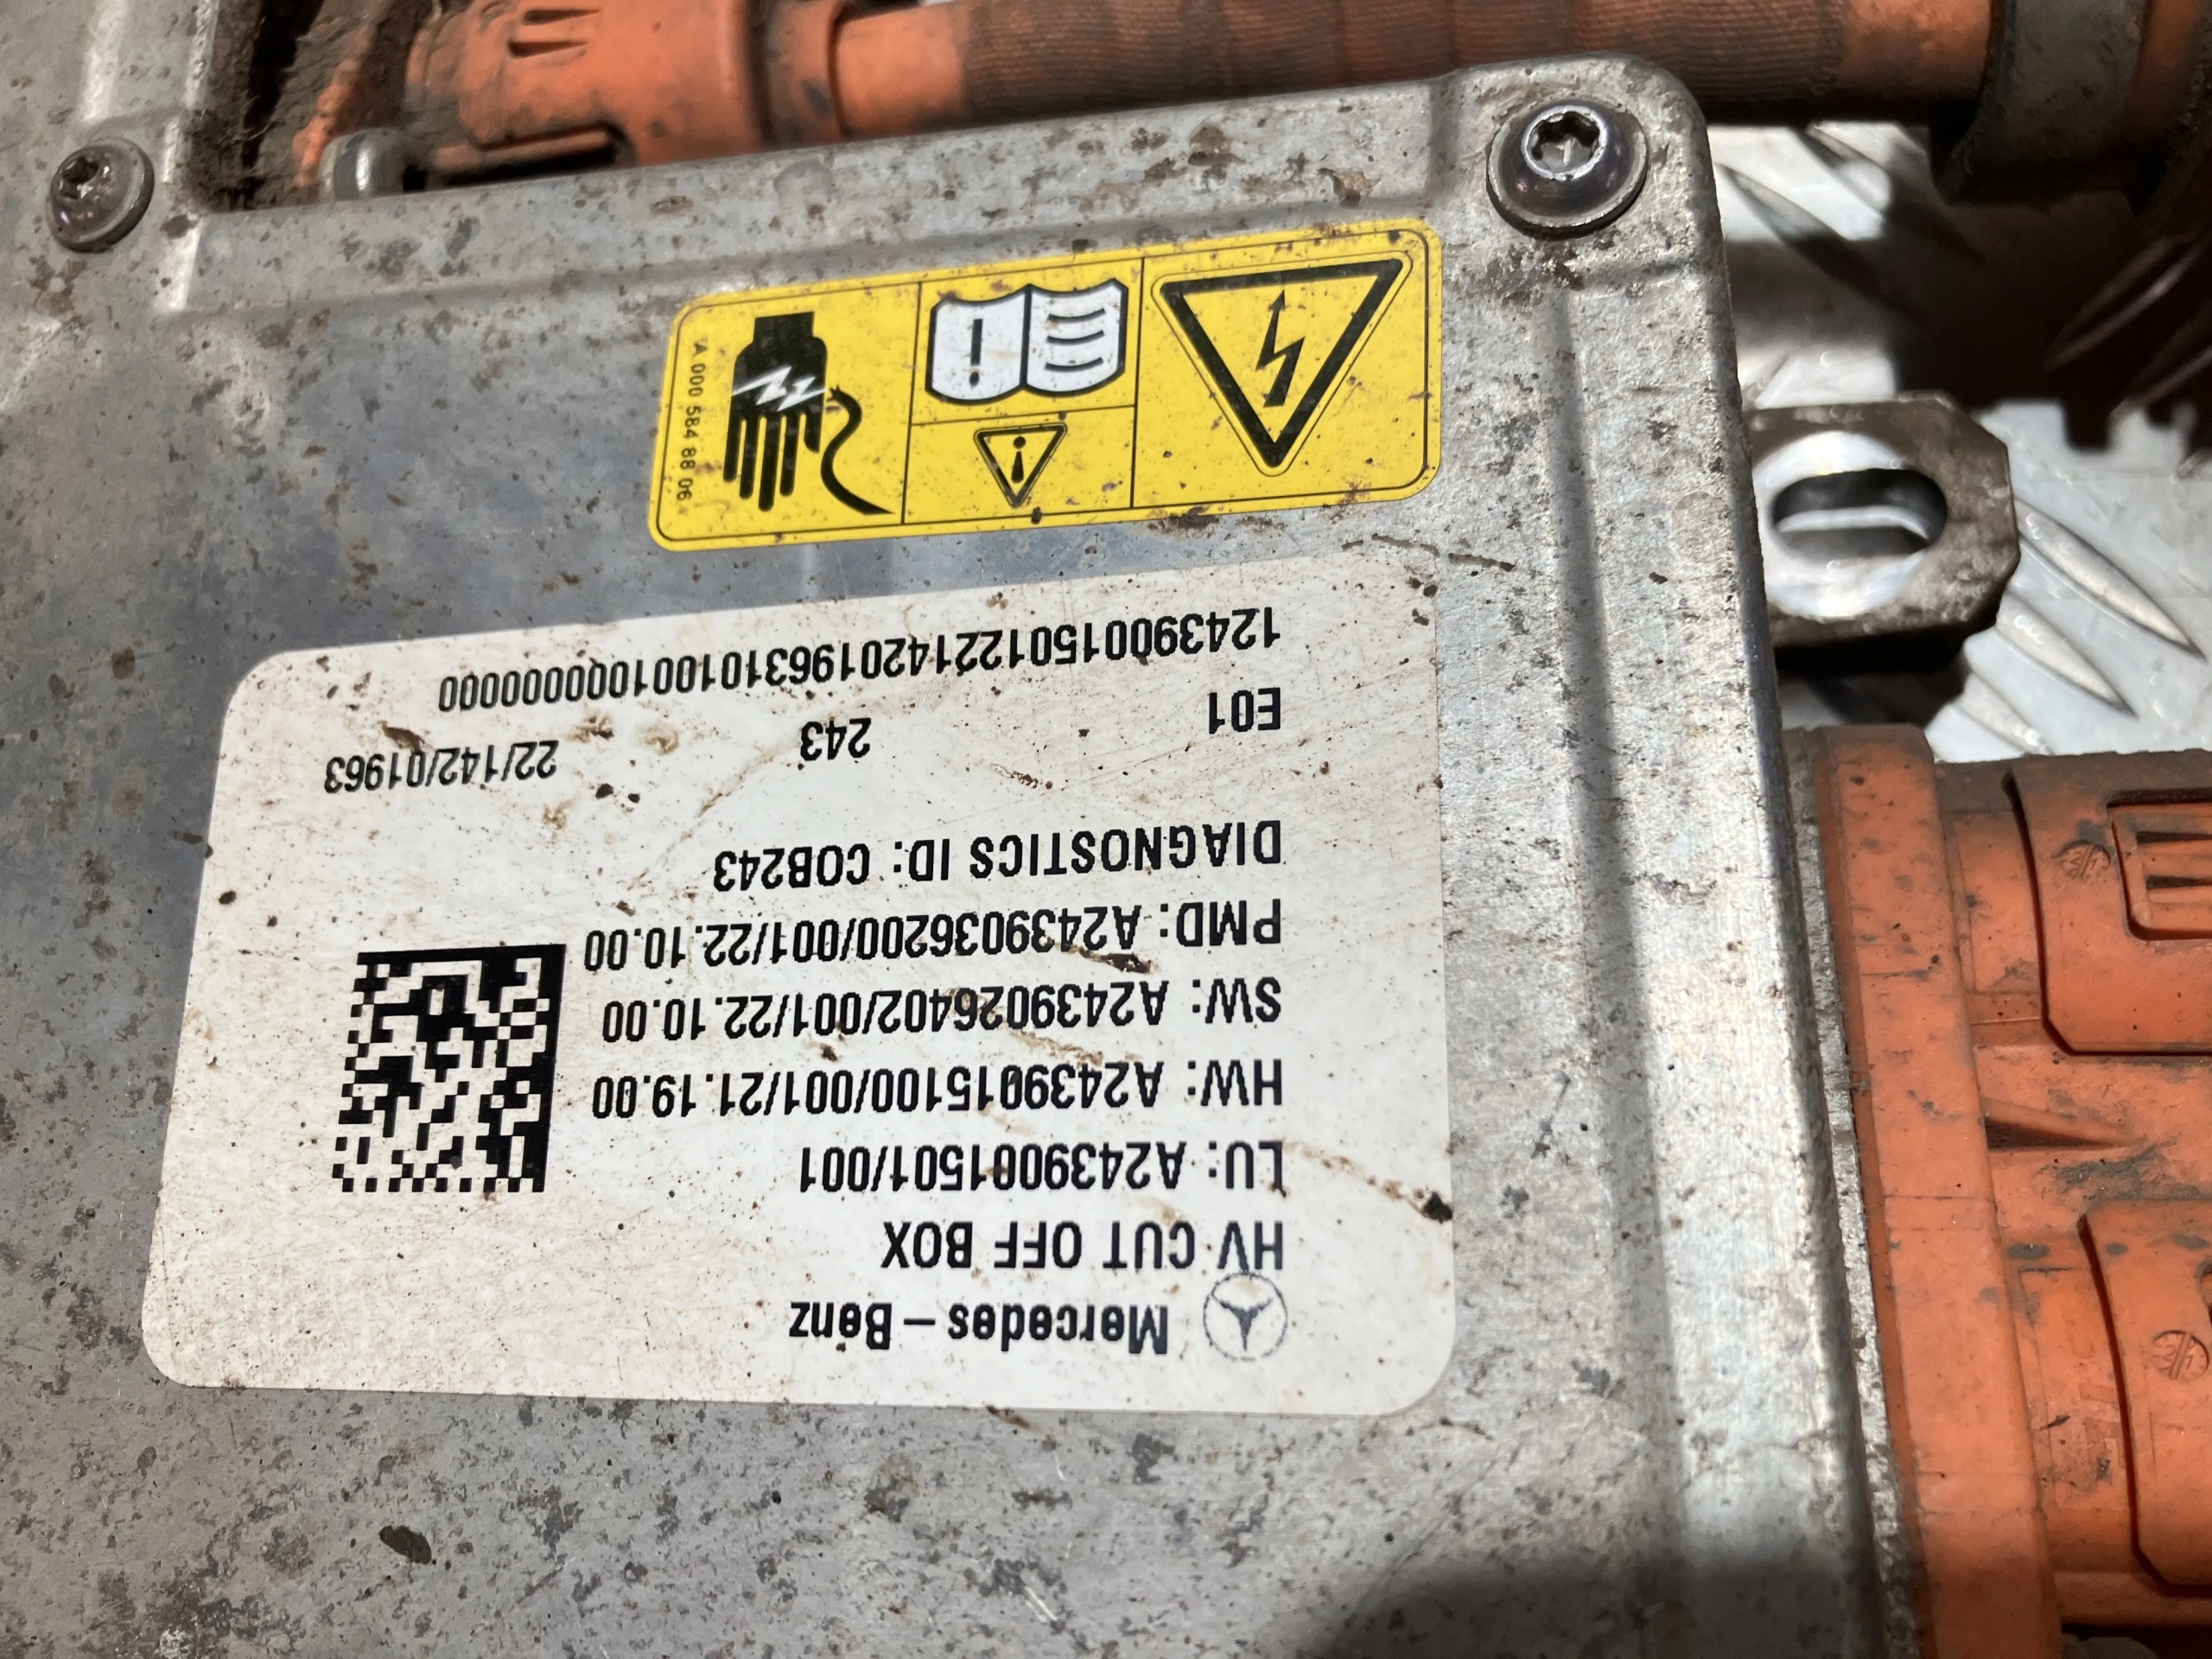 Mercedes-Benz
HV CUT OFF BOX
LU: A2439001501/001
HW: A2439015100/001/21.19.00
SW: A2439026402/001/22.10.00
PMD: A2439036200/001/22.10.00
DIAGNOSTICS ID: COB243
E01 243 22/142/01963
124390015012214201963101001000000000
A 000 584 88 06